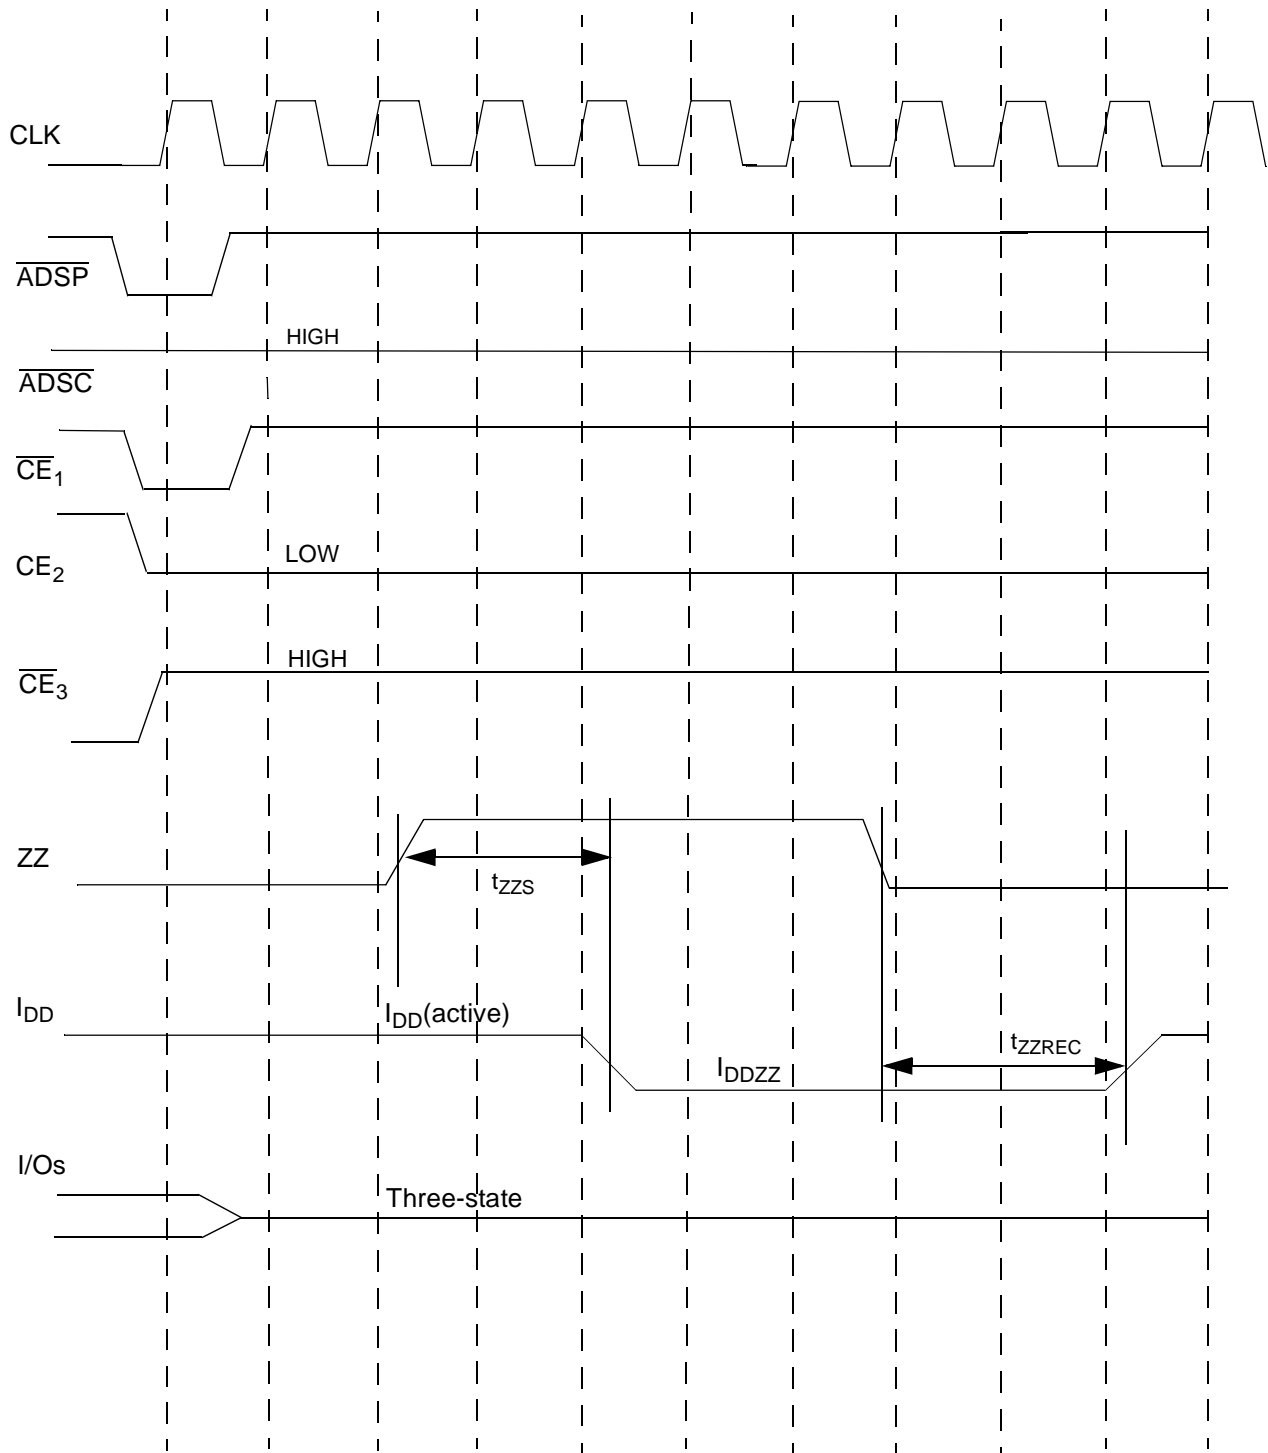 CLK
ADSP
HIGH
ADSC
CE1
LOW
CE2
HIGH
CE3
ZZ
tZZS
IDD
IDD(active)
tZZREC
IDDZZ
I/Os
Three-state